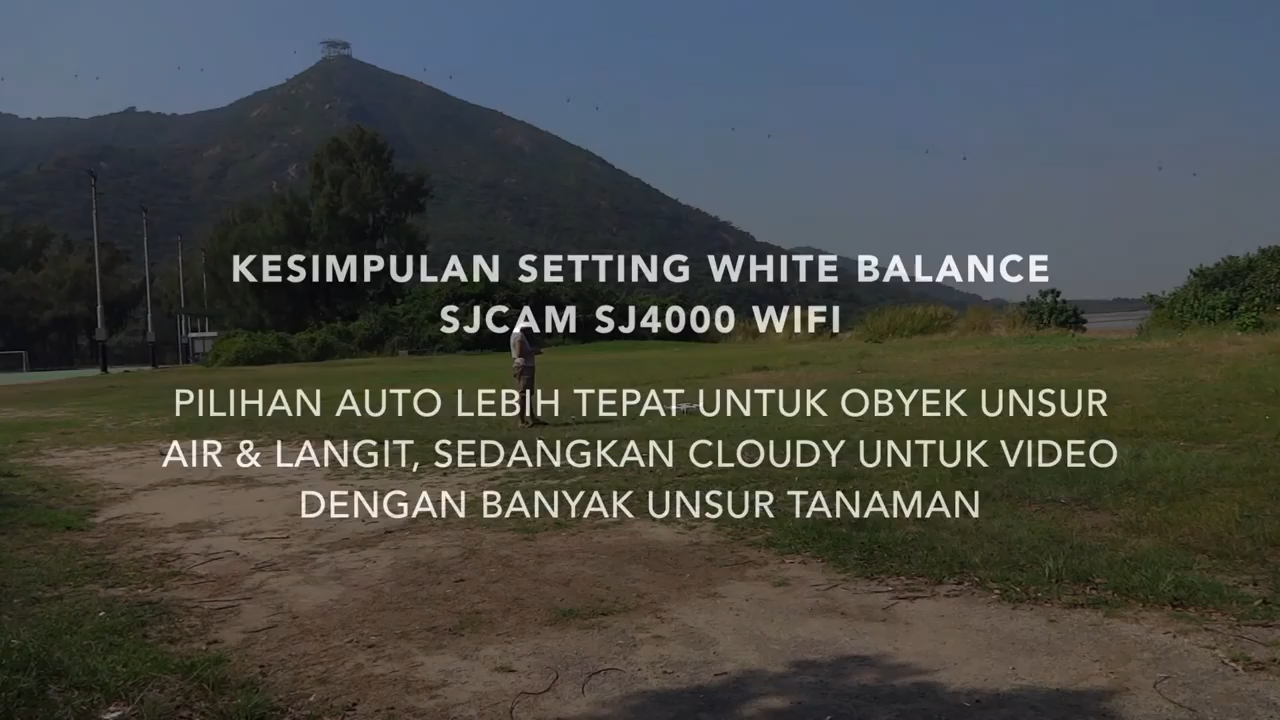 KESIMPULAN SETTING WHITE BALANCE
SJCAM SJ4000 WIFI
PILIHAN AUTO LEBIH TEPAT UNTUK OBYEK UNSUR
AIR & LANGIT, SEDANGKAN CLOUDY UNTUK VIDEO
DENGAN BANYAK UNSUR TANAMAN